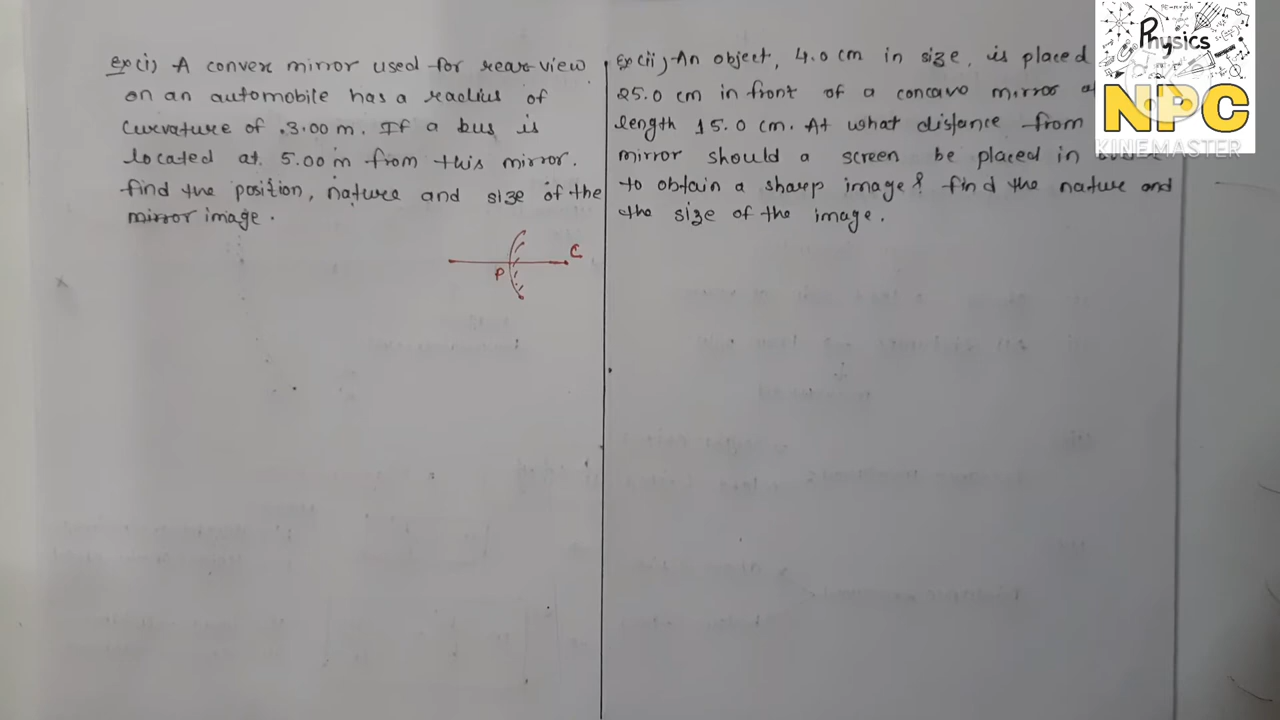 Ex(i) A convex mirror used for rear-view
on an automobile has a radius of
curvature of 3.00 m. If a bus is
located at 5.00 m from this mirror.
find the position, nature and size of the
mirror image.
P
C
Ex(ii) An object, 4.0 cm in size, is placed
25.0 cm in front of a concave mirror
length 15.0 cm. At what distance from
mirror should a screen be placed in
to obtain a sharp image? find the nature and
the size of the image.
Physics
NPC
KINEMASTER